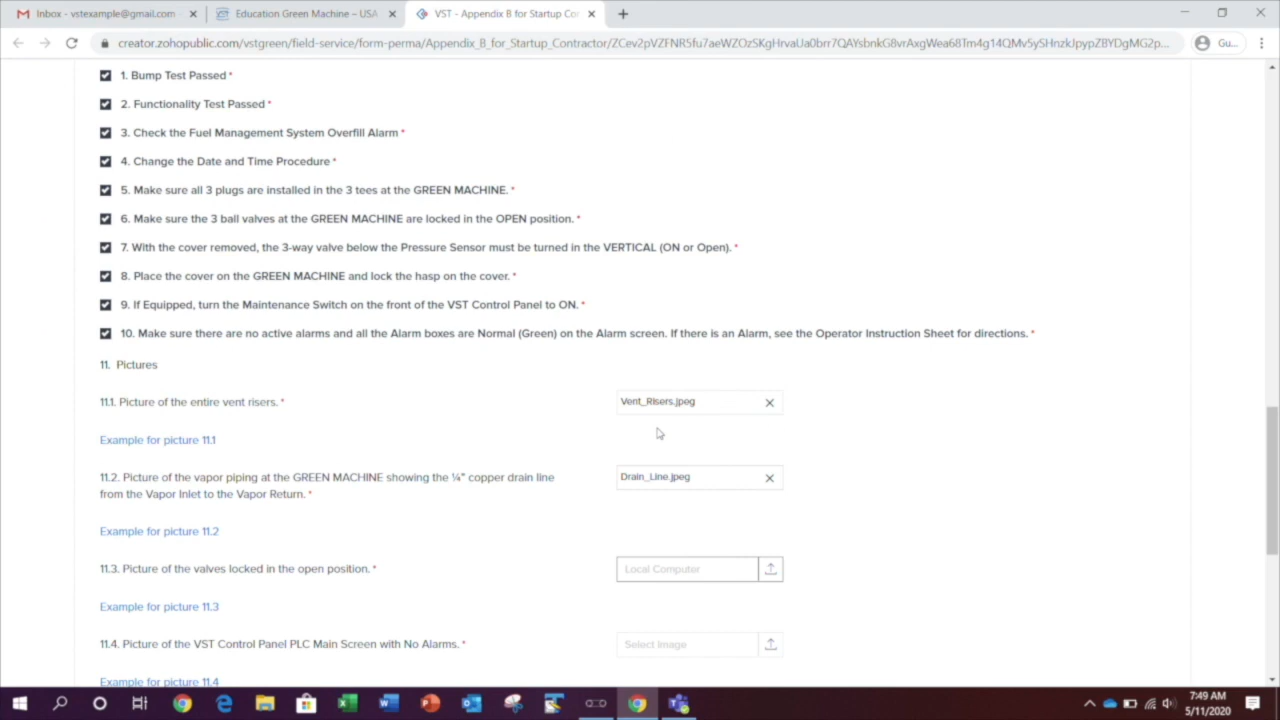 Inbox - vstexample@gmail.com
Education Green Machine – USA
VST - Appendix B for Startup Cor
creator.zohopublic.com/vstgreen/field-service/form-perma/Appendix_B_for_Startup_Contractor/
Gu...
1. Bump Test Passed *
2. Functionality Test Passed *
3. Check the Fuel Management System Overfill Alarm *
4. Change the Date and Time Procedure *
5. Make sure all 3 plugs are installed in the 3 tees at the GREEN MACHINE. *
6. Make sure the 3 ball valves at the GREEN MACHINE are locked in the OPEN position. *
7. With the cover removed, the 3-way valve below the Pressure Sensor must be turned in the VERTICAL (ON or Open). *
8. Place the cover on the GREEN MACHINE and lock the hasp on the cover. *
9. If Equipped, turn the Maintenance Switch on the front of the VST Control Panel to ON. *
10. Make sure there are no active alarms and all the Alarm boxes are Normal (Green) on the Alarm screen. If there is an Alarm, see the Operator Instruction Sheet for directions. *
11. Pictures
11.1. Picture of the entire vent risers. *
Vent_Risers.jpeg
Example for picture 11.1
11.2. Picture of the vapor piping at the GREEN MACHINE showing the ¼" copper drain line
from the Vapor Inlet to the Vapor Return. *
Drain_Line.jpeg
Example for picture 11.2
11.3. Picture of the valves locked in the open position. *
Local Computer
Example for picture 11.3
11.4. Picture of the VST Control Panel PLC Main Screen with No Alarms. *
Select Image
Example for picture 11.4
7:49 AM
5/11/2020